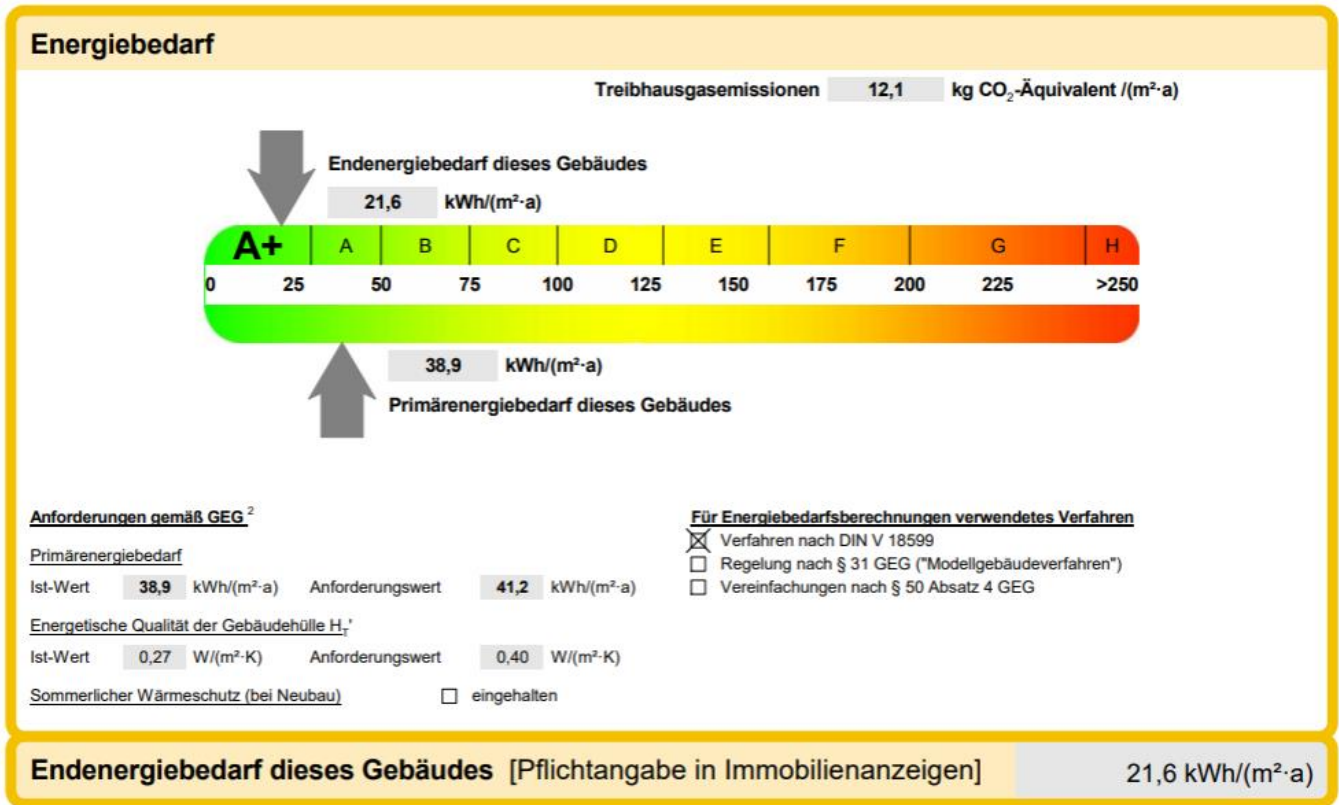 Energiebedarf
Treibhausgasemissionen 12,1 kg CO₂-Äquivalent /(m²·a)
Endenergiebedarf dieses Gebäudes
21,6 kWh/(m²·a)
A+ A B C D E F G H
0 25 50 75 100 125 150 175 200 225 >250
38,9 kWh/(m²·a)
Primärenergiebedarf dieses Gebäudes
Anforderungen gemäß GEG ²
Primärenergiebedarf
Ist-Wert 38,9 kWh/(m²·a) Anforderungswert 41,2 kWh/(m²·a)
Energetische Qualität der Gebäudehülle H_T'
Ist-Wert 0,27 W/(m²·K) Anforderungswert 0,40 W/(m²·K)
Sommerlicher Wärmeschutz (bei Neubau) ☐ eingehalten
Für Energiebedarfsberechnungen verwendetes Verfahren
☒ Verfahren nach DIN V 18599
☐ Regelung nach § 31 GEG ("Modellgebäudeverfahren")
☐ Vereinfachungen nach § 50 Absatz 4 GEG
Endenergiebedarf dieses Gebäudes [Pflichtangabe in Immobilienanzeigen] 21,6 kWh/(m²·a)